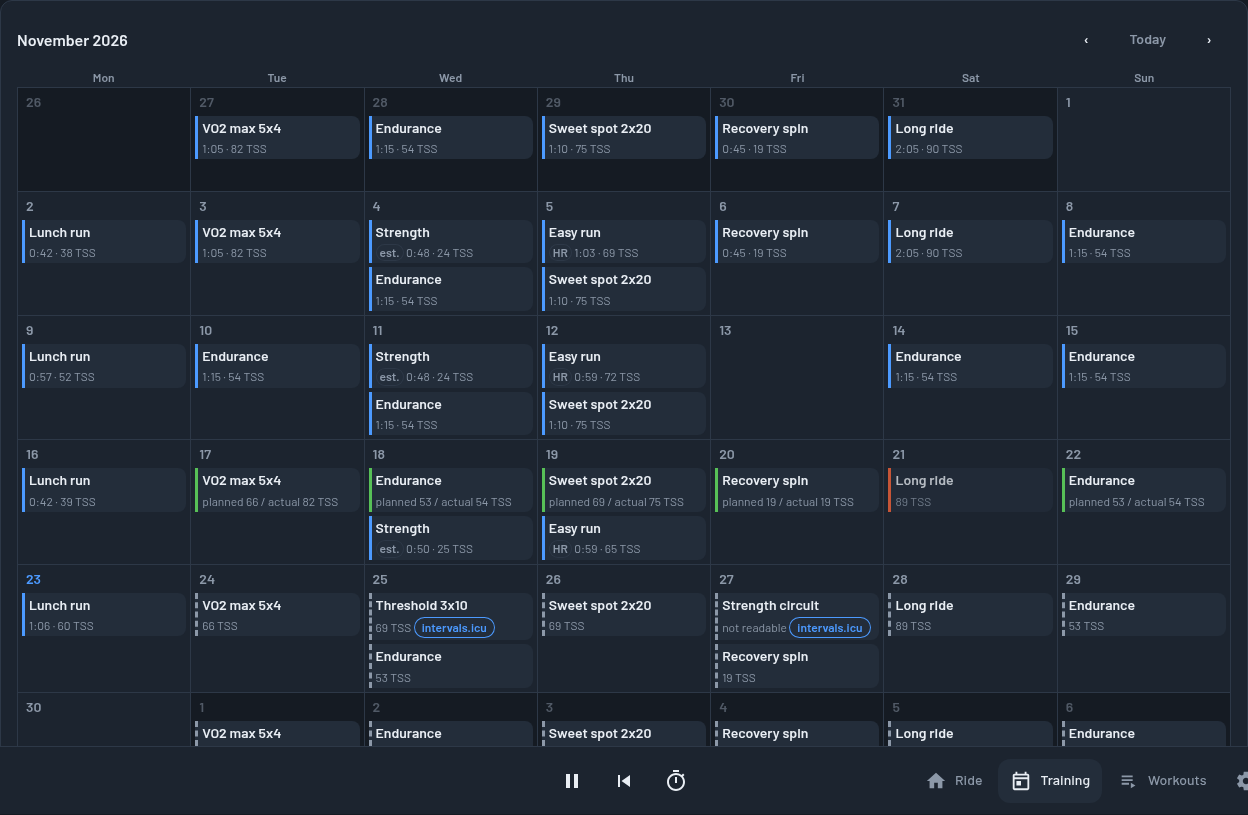 November 2026
‹ Today ›
Mon Tue Wed Thu Fri Sat Sun
26 27 28 29 30 31 1
VO2 max 5x4 Endurance Sweet spot 2x20 Recovery spin Long ride
1:05 · 82 TSS 1:15 · 54 TSS 1:10 · 75 TSS 0:45 · 19 TSS 2:05 · 90 TSS
2 3 4 5 6 7 8
Lunch run VO2 max 5x4 Strength Easy run Recovery spin Long ride Endurance
0:42 · 38 TSS 1:05 · 82 TSS est. 0:48 · 24 TSS HR 1:03 · 69 TSS 0:45 · 19 TSS 2:05 · 90 TSS 1:15 · 54 TSS
Endurance Sweet spot 2x20
1:15 · 54 TSS 1:10 · 75 TSS
9 10 11 12 13 14 15
Lunch run Endurance Strength Easy run Endurance Endurance
0:57 · 52 TSS 1:15 · 54 TSS est. 0:48 · 24 TSS HR 0:59 · 72 TSS 1:15 · 54 TSS 1:15 · 54 TSS
Endurance Sweet spot 2x20
1:15 · 54 TSS 1:10 · 75 TSS
16 17 18 19 20 21 22
Lunch run VO2 max 5x4 Endurance Sweet spot 2x20 Recovery spin Long ride Endurance
0:42 · 39 TSS planned 66 / actual 82 TSS planned 53 / actual 54 TSS planned 69 / actual 75 TSS planned 19 / actual 19 TSS 89 TSS planned 53 / actual 54 TSS
Strength Easy run
est. 0:50 · 25 TSS HR 0:59 · 65 TSS
23 24 25 26 27 28 29
Lunch run VO2 max 5x4 Threshold 3x10 Sweet spot 2x20 Strength circuit Long ride Endurance
1:06 · 60 TSS 66 TSS 69 TSS intervals.icu 69 TSS not readable intervals.icu 89 TSS 53 TSS
Endurance Recovery spin
53 TSS 19 TSS
30 1 2 3 4 5 6
VO2 max 5x4 Endurance Sweet spot 2x20 Recovery spin Long ride Endurance
Ride Training Workouts